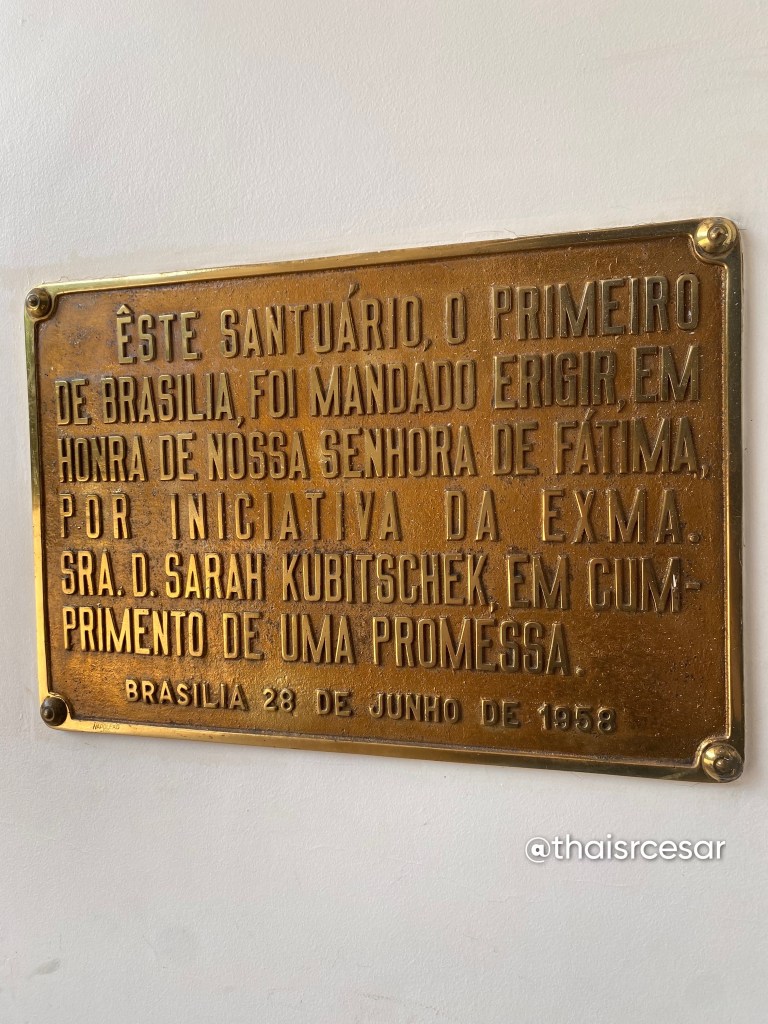 ÊSTE SANTUÁRIO, O PRIMEIRO
DE BRASILIA, FOI MANDADO ERIGIR, EM
HONRA DE NOSSA SENHORA DE FÁTIMA,
POR INICIATIVA DA EXMA.
SRA. D. SARAH KUBITSCHEK, EM CUM-
PRIMENTO DE UMA PROMESSA.
BRASILIA 28 DE JUNHO DE 1958
@thaisrcesar